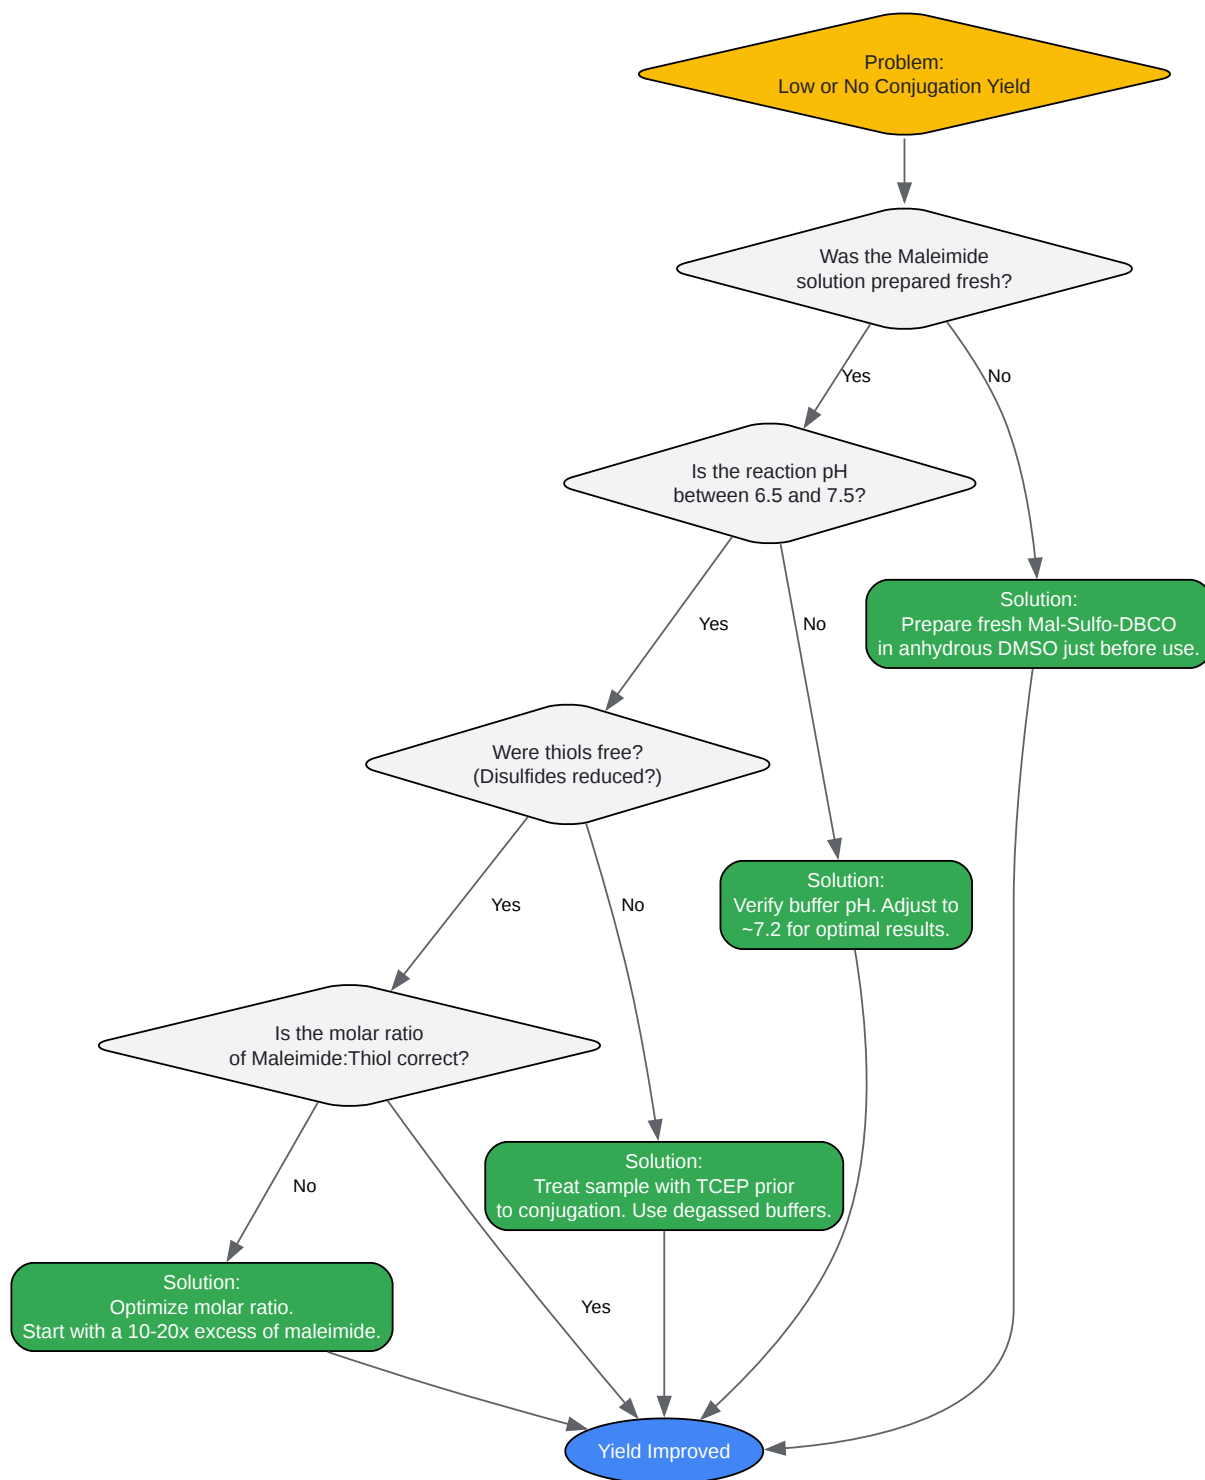 Problem:
Low or No Conjugation Yield
Was the Maleimide
solution prepared fresh?
Yes
No
Is the reaction pH
between 6.5 and 7.5?
Solution:
Prepare fresh Mal-Sulfo-DBCO
in anhydrous DMSO just before use.
Yes
No
Were thiols free?
(Disulfides reduced?)
Solution:
Verify buffer pH. Adjust to
~7.2 for optimal results.
Yes
No
Is the molar ratio
of Maleimide:Thiol correct?
Solution:
Treat sample with TCEP prior
to conjugation. Use degassed buffers.
No
Yes
Solution:
Optimize molar ratio.
Start with a 10-20x excess of maleimide.
Yield Improved